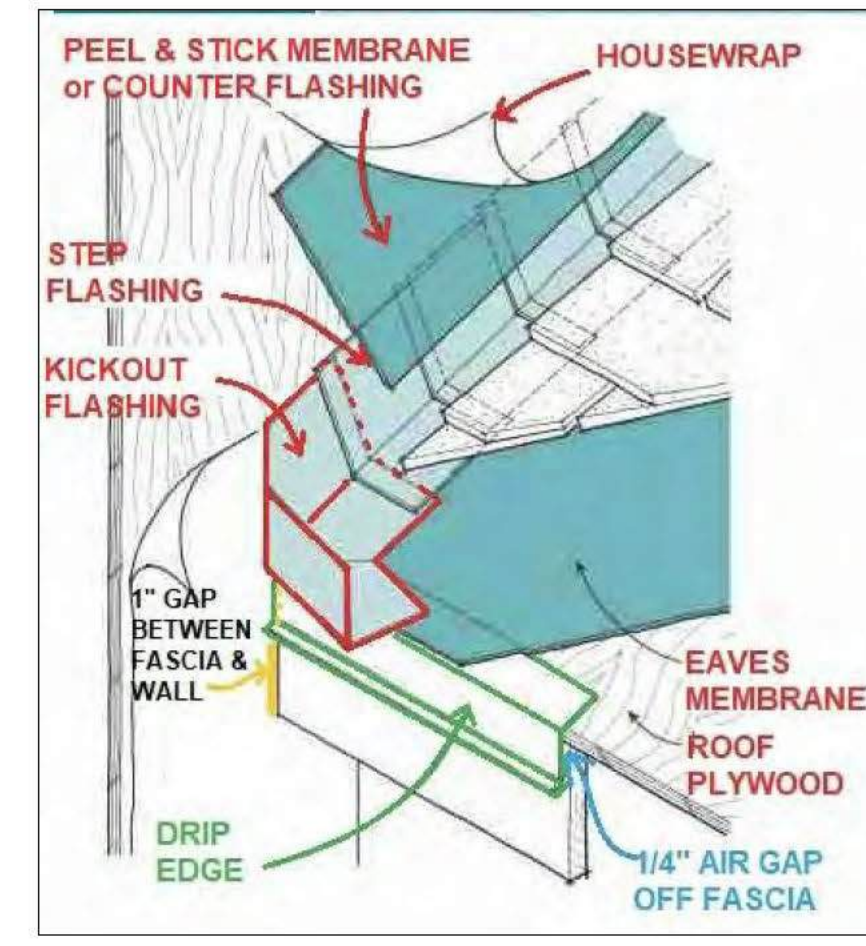 PEEL & STICK MEMBRANE
or COUNTER FLASHING
HOUSEWRAP
STEP
FLASHING
KICKOUT
FLASHING
1" GAP
BETWEEN
FASCIA &
WALL
EAVES
MEMBRANE
ROOF
PLYWOOD
DRIP
EDGE
1/4" AIR GAP
OFF FASCIA